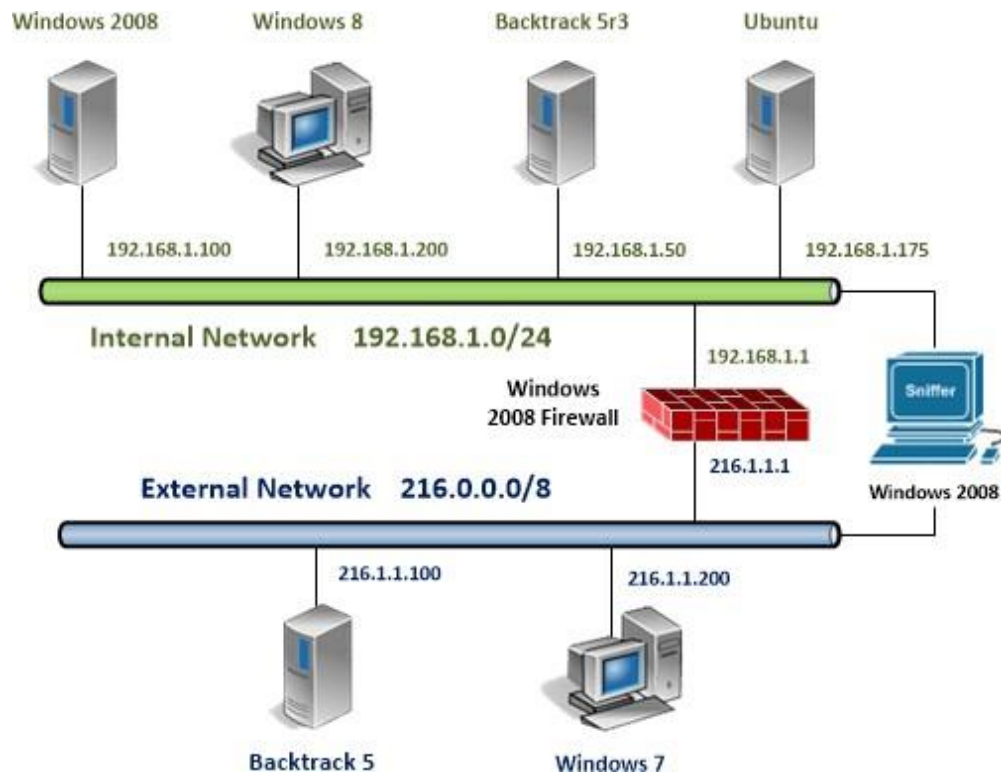 Windows 2008
Windows 8
Backtrack 5r3
Ubuntu
192.168.1.100
192.168.1.200
192.168.1.50
192.168.1.175
Internal Network 192.168.1.0/24
192.168.1.1
Windows
2008 Firewall
Sniffer
216.1.1.1
Windows 2008
External Network 216.0.0.0/8
216.1.1.100
216.1.1.200
Backtrack 5
Windows 7